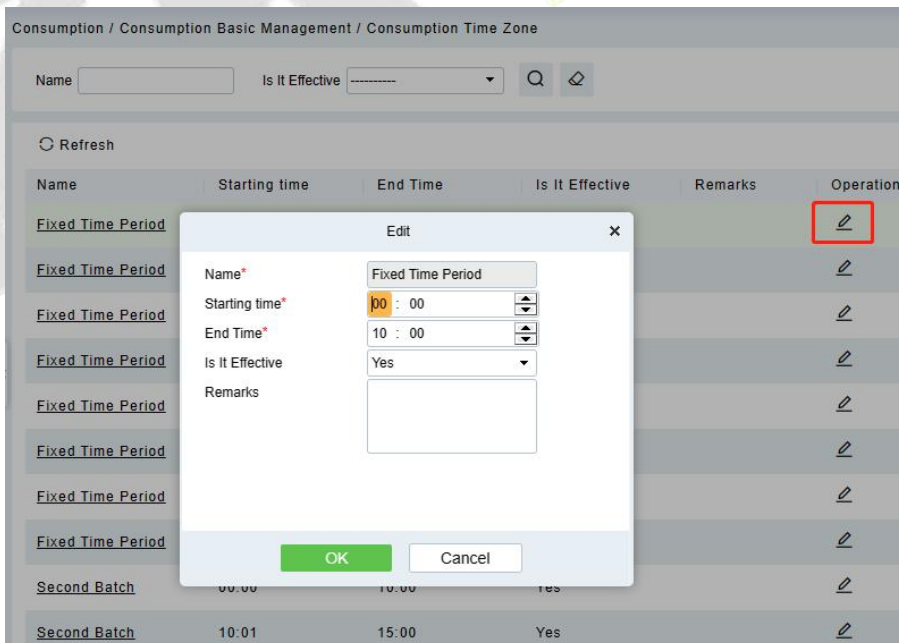 Consumption / Consumption Basic Management / Consumption Time Zone
Name Is It Effective ----------
Refresh
Name Starting time End Time Is It Effective Remarks Operation
Fixed Time Period
Edit ×
Fixed Time Period
Name* Fixed Time Period
Starting time* 00 : 00
Fixed Time Period
End Time* 10 : 00
Fixed Time Period
Is It Effective Yes
Remarks
Fixed Time Period
Fixed Time Period
Fixed Time Period
Fixed Time Period
OK Cancel
Second Batch 00:00 10:00 Yes
Second Batch 10:01 15:00 Yes